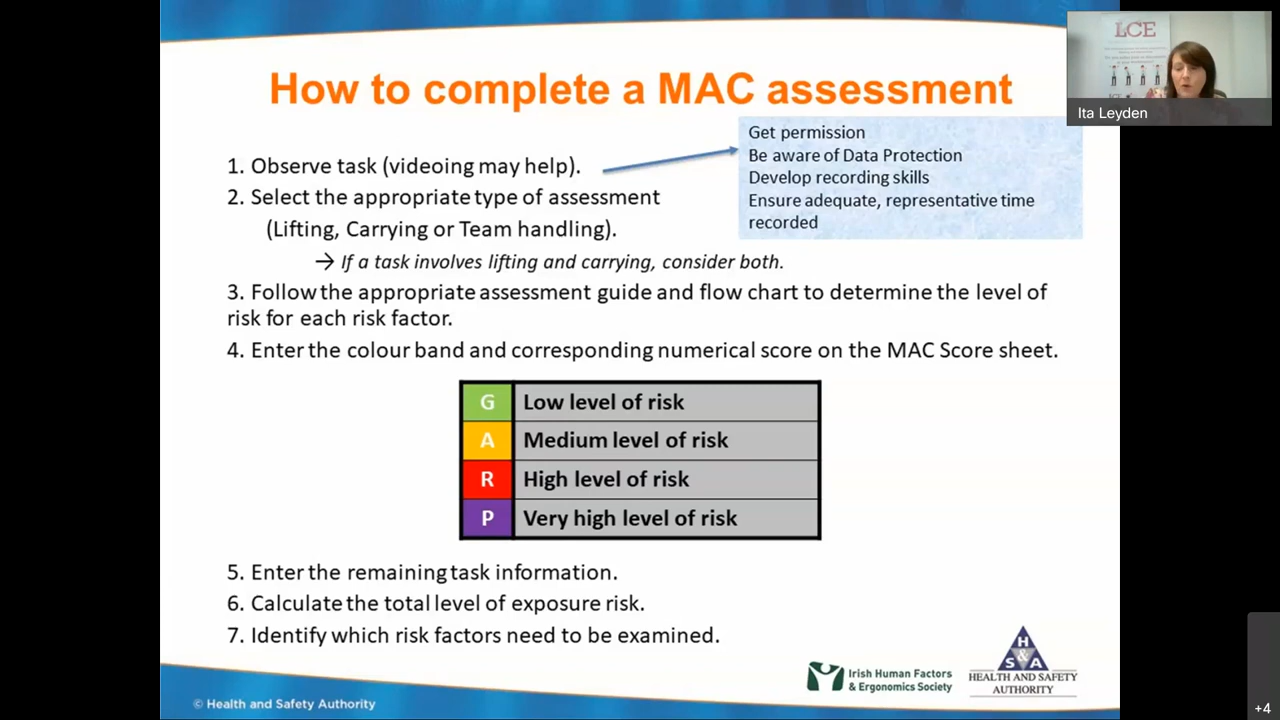 How to complete a MAC assessment
LCE
Ita Leyden
Get permission
Be aware of Data Protection
Develop recording skills
Ensure adequate, representative time
recorded
1. Observe task (videoing may help).
2. Select the appropriate type of assessment
(Lifting, Carrying or Team handling).
→ If a task involves lifting and carrying, consider both.
3. Follow the appropriate assessment guide and flow chart to determine the level of
risk for each risk factor.
4. Enter the colour band and corresponding numerical score on the MAC Score sheet.
G Low level of risk
A Medium level of risk
R High level of risk
P Very high level of risk
5. Enter the remaining task information.
6. Calculate the total level of exposure risk.
7. Identify which risk factors need to be examined.
Irish Human Factors
& Ergonomics Society
H
S & A
HEALTH AND SAFETY
AUTHORITY
© Health and Safety Authority
+4